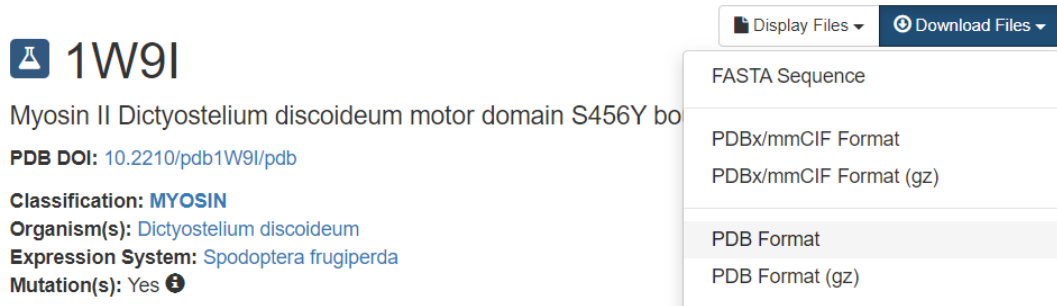 Display Files
Download Files
1W9I
Myosin II Dictyostelium discoideum motor domain S456Y
PDB DOI: 10.2210/pdb1W9I/pdb
Classification: MYOSIN
Organism(s): Dictyostelium discoideum
Expression System: Spodoptera frugiperda
Mutation(s): Yes
FASTA Sequence
PDBx/mmCIF Format
PDBx/mmCIF Format (gz)
PDB Format
PDB Format (gz)